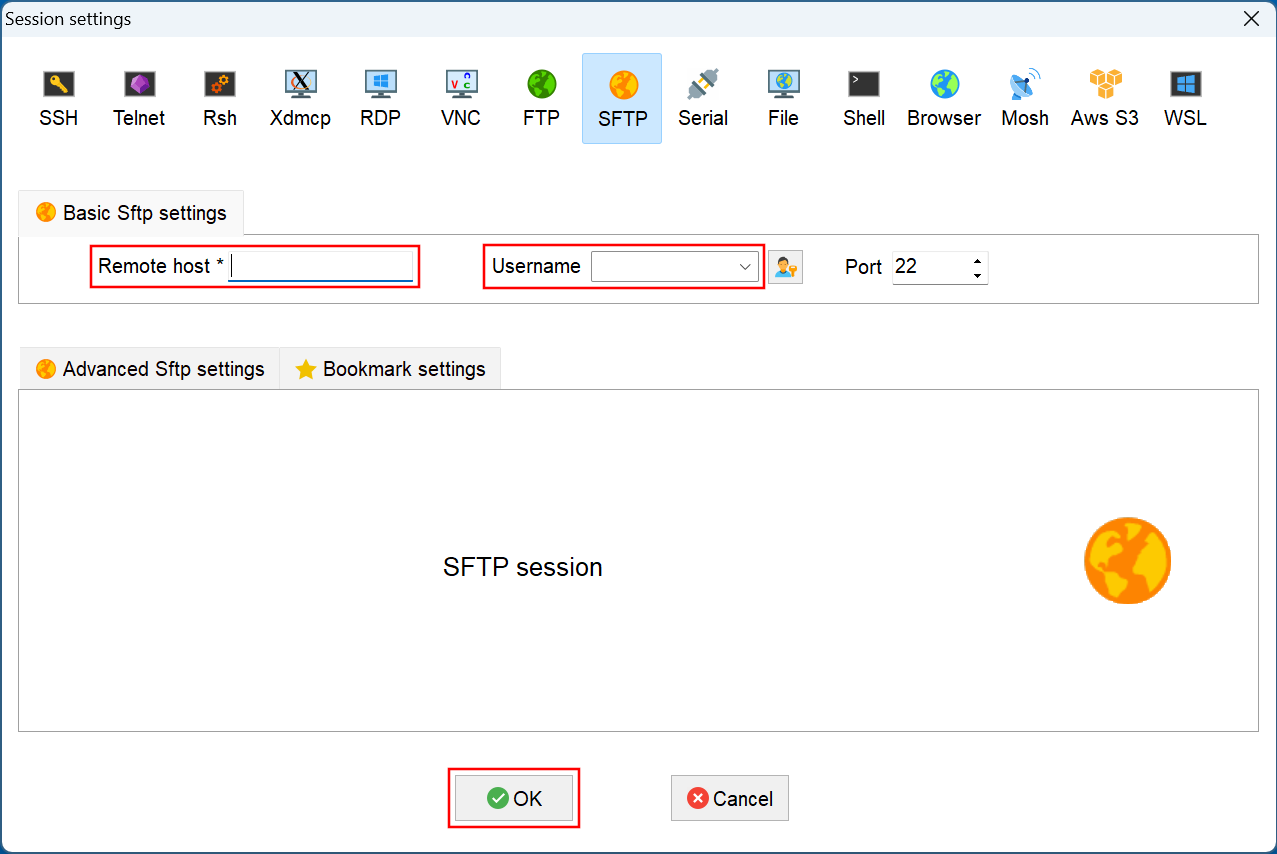 Session settings
SSH Telnet Rsh Xdmcp RDP VNC FTP SFTP Serial File Shell Browser Mosh Aws S3 WSL
Basic Sftp settings
Remote host * Username Port 22
Advanced Sftp settings Bookmark settings
SFTP session
OK Cancel